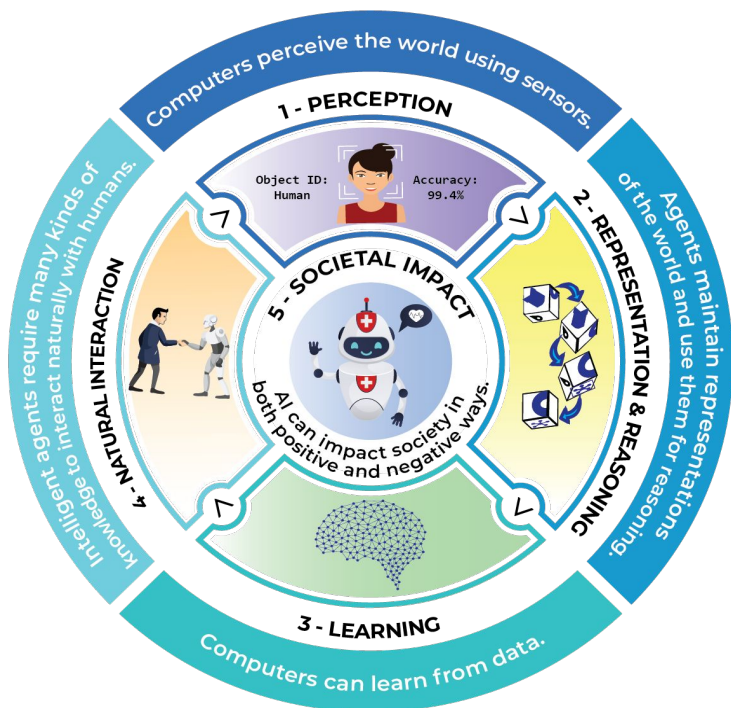 Computers perceive the world using sensors.
1 - PERCEPTION
Object ID:
Human
Accuracy:
99.4%
Agents maintain representations
of the world and use them for reasoning.
2 - REPRESENTATION & REASONING
3 - LEARNING
Computers can learn from data.
Intelligent agents require many kinds of
knowledge to interact naturally with humans.
4 - NATURAL INTERACTION
5 - SOCIETAL IMPACT
AI can impact society in
both positive and negative ways.